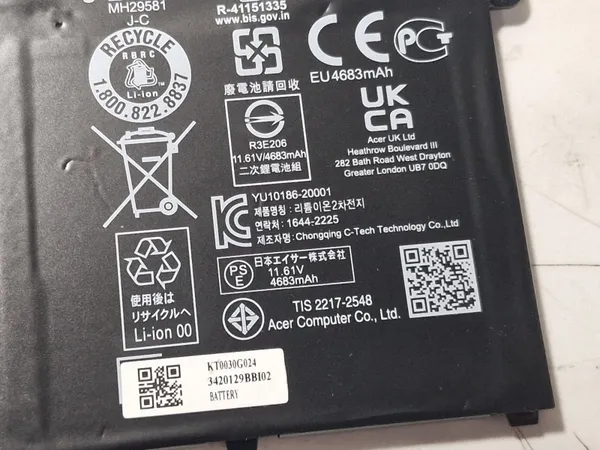 MH29581
J-C
R-41151335
www.bis.gov.in
RECYCLE
RBRC
Li-ion
1.800.822.8837
廢電池請回收
EU 4683mAh
PCT
R3E206
11.61V/4683mAh
二次鋰電池組
UK
CA
Acer UK Ltd
Heathrow Boulevard III
282 Bath Road West Drayton
Greater London UB7 0DQ
YU10186-20001
제품명칭 : 리튬이온2차전지
연락처: 1644-2225
제조자명: Chongqing C-Tech Technology Co.,Ltd
使用後は
リサイクルへ
Li-ion 00
PS
E
日本エイサー株式会社
11.61V
4683mAh
TIS 2217-2548
Acer Computer Co., Ltd.
KT0030G024
3420129BBI02
BATTERY